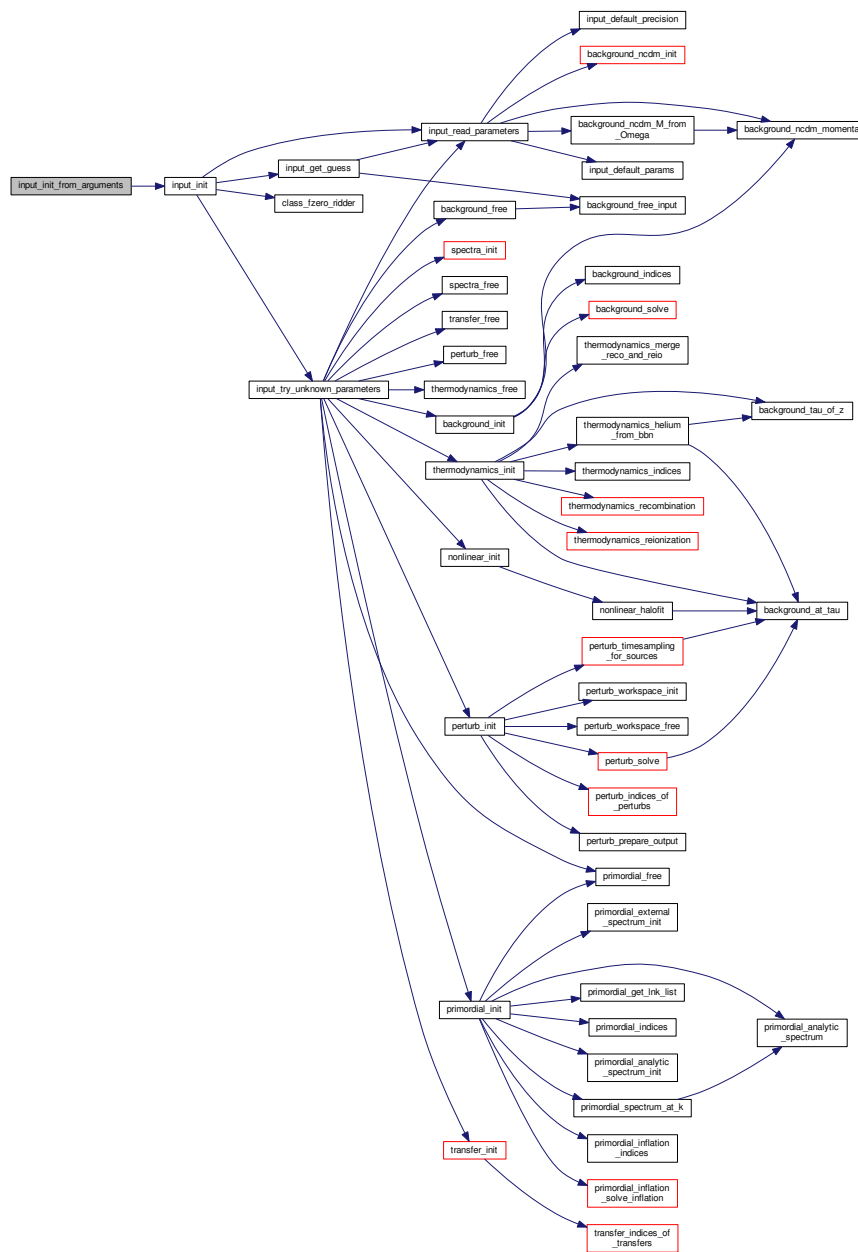 input_default_precision
background_ncdm_init
input_read_parameters
background_ncdm_M_from
_Omega
background_ncdm_momenta
input_init_from_arguments
input_init
input_get_guess
input_default_params
class_fzero_ridder
background_free
background_free_input
spectra_init
background_indices
spectra_free
background_solve
transfer_free
thermodynamics_merge
_reco_and_reio
perturb_free
input_try_unknown_parameters
thermodynamics_free
background_tau_of_z
background_init
thermodynamics_helium
_from_bbn
thermodynamics_init
thermodynamics_indices
thermodynamics_recombination
thermodynamics_reionization
nonlinear_init
nonlinear_halofit
background_at_tau
perturb_timesampling
_for_sources
perturb_workspace_init
perturb_init
perturb_workspace_free
perturb_solve
perturb_indices_of
_perturbs
perturb_prepare_output
primordial_free
primordial_external
_spectrum_init
primordial_get_lnk_list
primordial_init
primordial_indices
primordial_analytic
_spectrum
primordial_analytic
_spectrum_init
primordial_spectrum_at_k
primordial_inflation
_indices
transfer_init
primordial_inflation
_solve_inflation
transfer_indices_of
_transfers